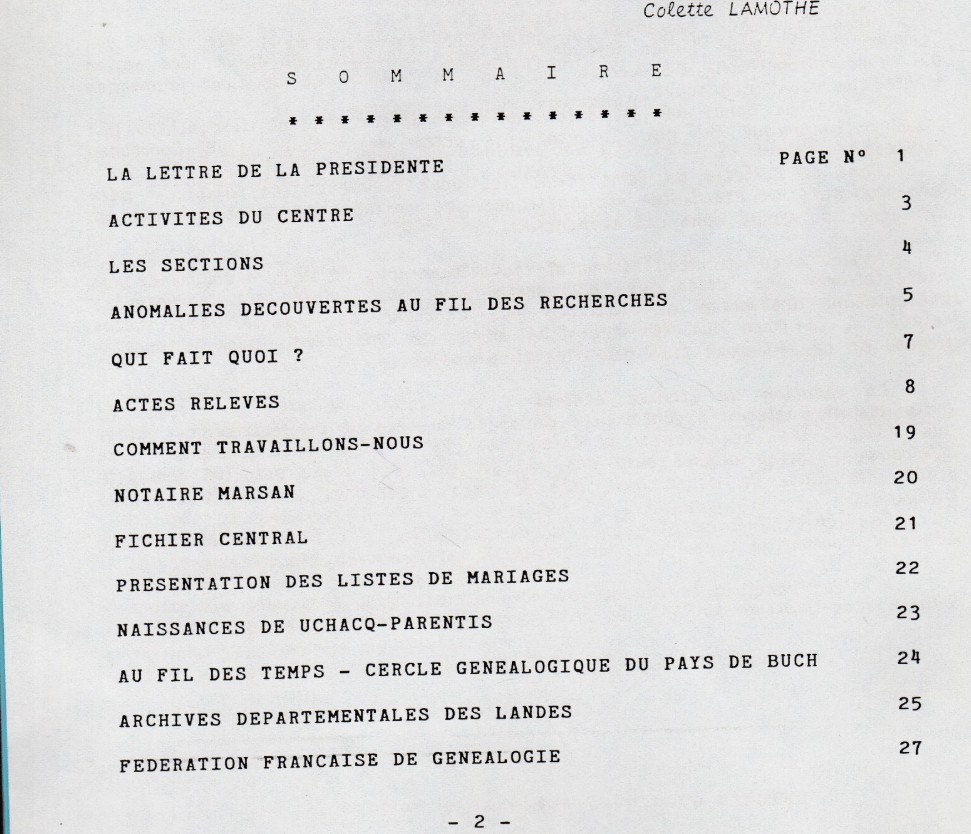 Colette LAMOTHE
S O M M A I R E
* * * * * * * * * * * * * * *
LA LETTRE DE LA PRESIDENTE PAGE N° 1
ACTIVITES DU CENTRE 3
LES SECTIONS 4
ANOMALIES DECOUVERTES AU FIL DES RECHERCHES 5
QUI FAIT QUOI ? 7
ACTES RELEVES 8
COMMENT TRAVAILLONS-NOUS 19
NOTAIRE MARSAN 20
FICHIER CENTRAL 21
PRESENTATION DES LISTES DE MARIAGES 22
NAISSANCES DE UCHACQ-PARENTIS 23
AU FIL DES TEMPS - CERCLE GENEALOGIQUE DU PAYS DE BUCH 24
ARCHIVES DEPARTEMENTALES DES LANDES 25
FEDERATION FRANCAISE DE GENEALOGIE 27
- 2 -